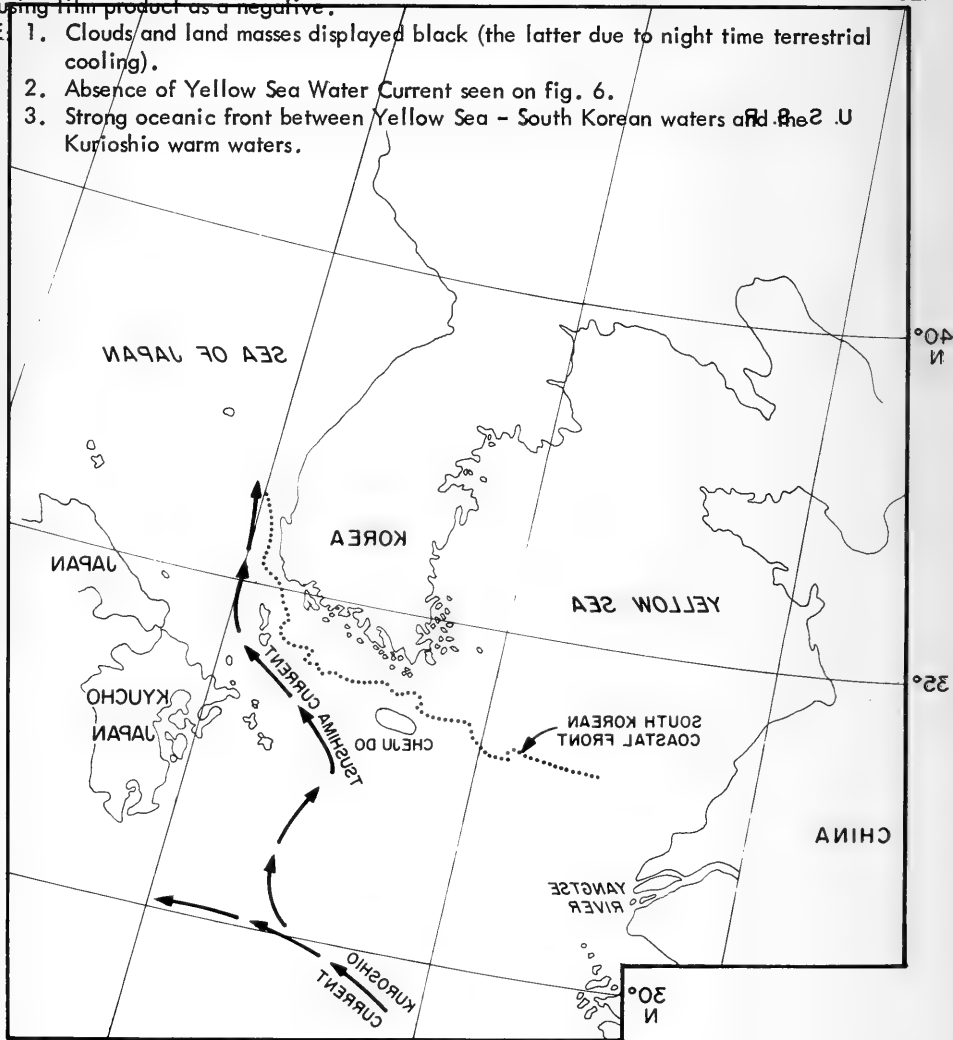 using film product as a negative.
1. Clouds and land masses displayed black (the latter due to night time terrestrial
cooling).
2. Absence of Yellow Sea Water Current seen on fig. 6.
3. Strong oceanic front between Yellow Sea - South Korean waters and the
Kurioshio warm waters.
U. S. S. R.
40°
N
SEA OF JAPAN
KOREA
JAPAN
YELLOW SEA
35°
KYUCHO
JAPAN
TSUSHIMA CURRENT
CHEJU DO
SOUTH KOREAN
COASTAL FRONT
CHINA
YANGTSE
RIVER
KUROSHIO
CURRENT
30°
N